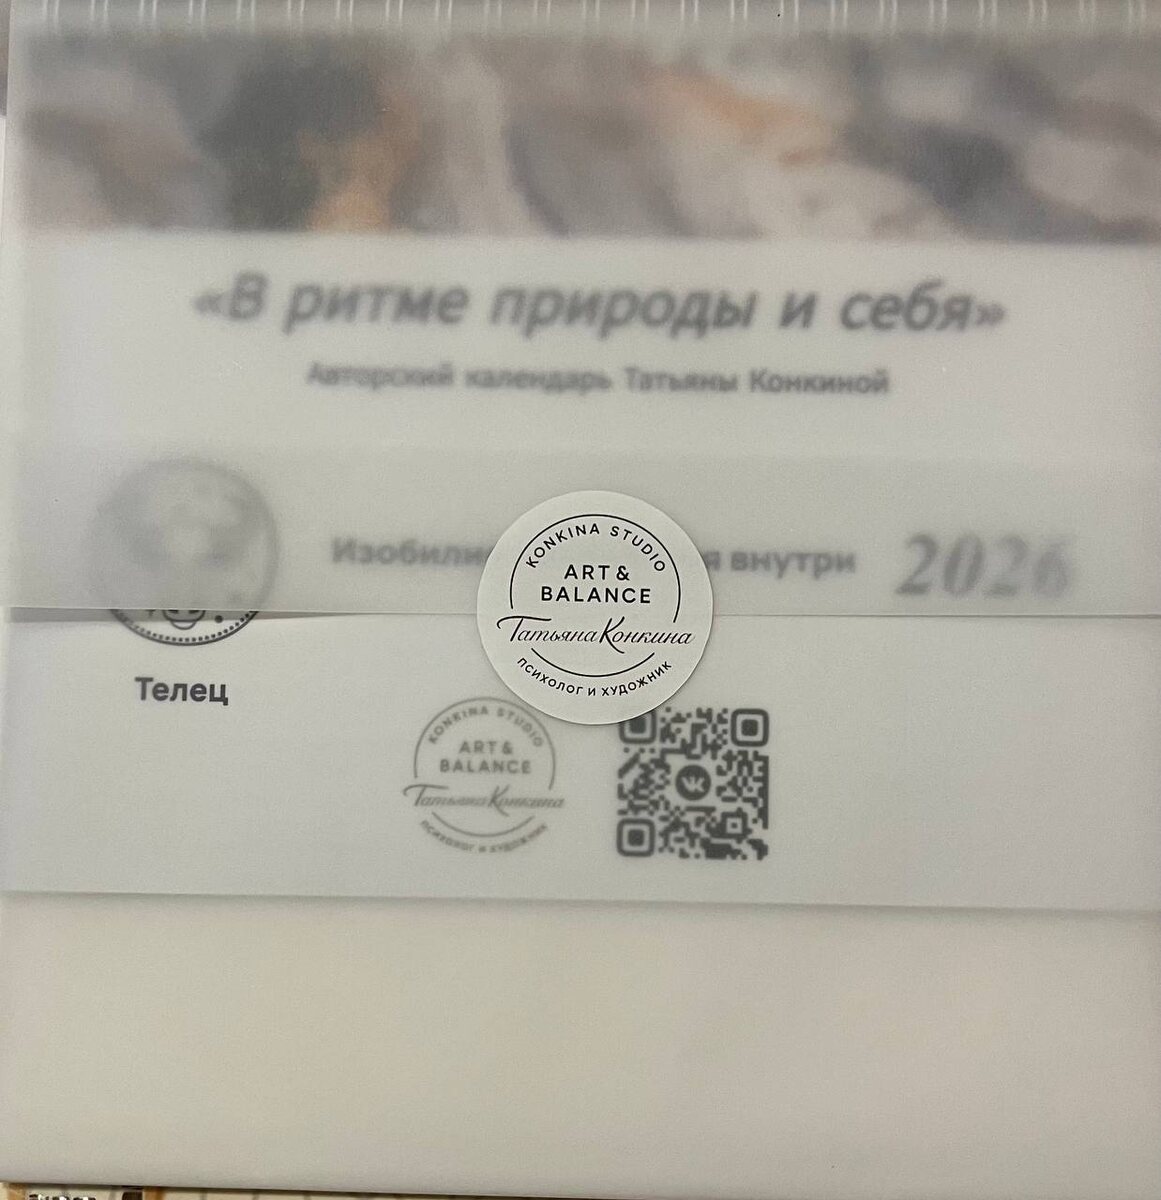 «В ритме природы и себя»
Авторский календарь Татьяны Конкиной
внутри
2026
KONKINA STUDIO
ART &
BALANCE
Татьяна Конкина
ПСИХОЛОГ И ХУДОЖНИК
Телец
KONKINA STUDIO
ART &
BALANCE
Татьяна Конкина
ПСИХОЛОГ И ХУДОЖНИК